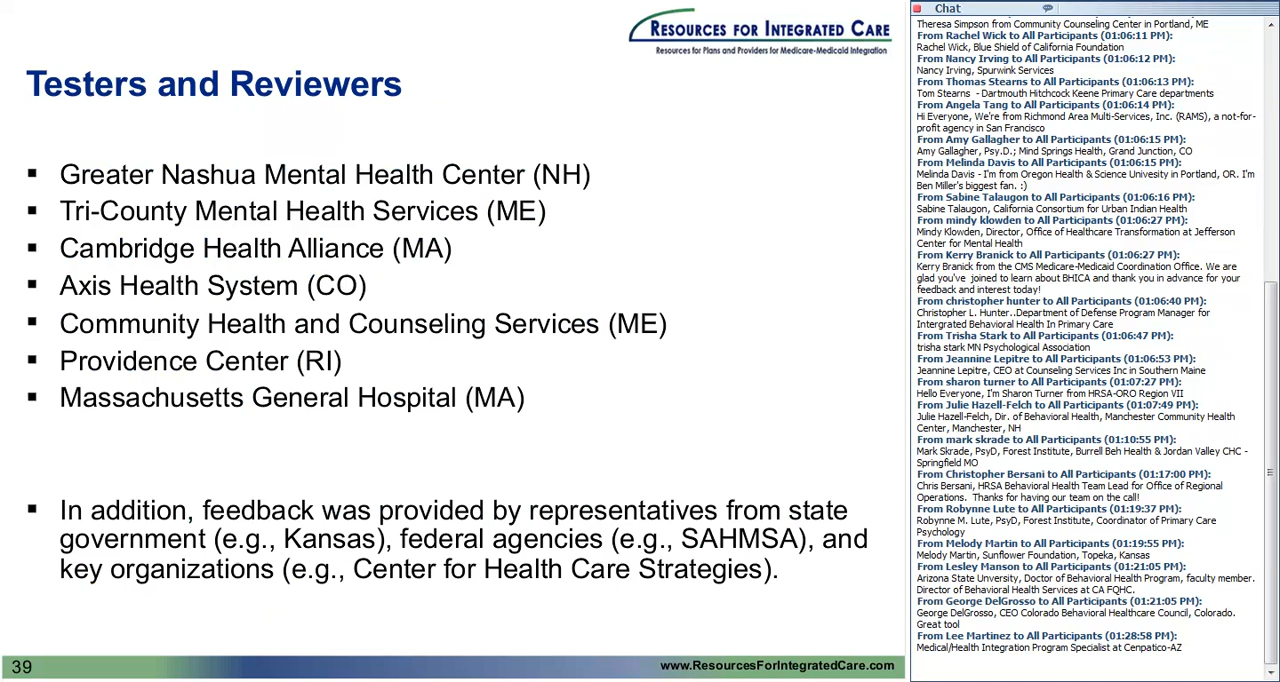 RESOURCES FOR INTEGRATED CARE
Resources for Plans and Providers for Medicare-Medicaid Integration
Testers and Reviewers
▪ Greater Nashua Mental Health Center (NH)
▪ Tri-County Mental Health Services (ME)
▪ Cambridge Health Alliance (MA)
▪ Axis Health System (CO)
▪ Community Health and Counseling Services (ME)
▪ Providence Center (RI)
▪ Massachusetts General Hospital (MA)
▪ In addition, feedback was provided by representatives from state
government (e.g., Kansas), federal agencies (e.g., SAHMSA), and
key organizations (e.g., Center for Health Care Strategies).
39
www.ResourcesForIntegratedCare.com
Chat
Theresa Simpson from Community Counseling Center in Portland, ME
From Rachel Wick to All Participants (01:06:11 PM):
Rachel Wick, Blue Shield of California Foundation
From Nancy Irving to All Participants (01:06:12 PM):
Nancy Irving, Spurwink Services
From Thomas Stearns to All Participants (01:06:13 PM):
Tom Stearns - Dartmouth Hitchcock Keene Primary Care departments
From Angela Tang to All Participants (01:06:14 PM):
Hi Everyone, We're from Richmond Area Multi-Services, Inc. (RAMS), a not-for-
profit agency in San Francisco
From Amy Gallagher to All Participants (01:06:15 PM):
Amy Gallagher, Psy.D.; Mind Springs Health, Grand Junction, CO
From Melinda Davis to All Participants (01:06:15 PM):
Melinda Davis - I'm from Oregon Health & Science Univesity in Portland, OR. I'm
Ben Miller's biggest fan. :)
From Sabine Talaugon to All Participants (01:06:16 PM):
Sabine Talaugon, California Consortium for Urban Indian Health
From mindy klowden to All Participants (01:06:27 PM):
Mindy Klowden, Director, Office of Healthcare Transformation at Jefferson
Center for Mental Health
From Kerry Branick to All Participants (01:06:27 PM):
Kerry Branick from the CMS Medicare-Medicaid Coordination Office. We are
glad you've joined to learn about BHICA and thank you in advance for your
feedback and interest today!
From christopher hunter to All Participants (01:06:40 PM):
Christopher L. Hunter..Department of Defense Program Manager for
Intergrated Behavioral Health In Primary Care
From Trisha Stark to All Participants (01:06:47 PM):
trisha stark MN Psychological Association
From Jeannine Lepitre to All Participants (01:06:53 PM):
Jeannine Lepitre, CEO at Counseling Services Inc in Southern Maine
From sharon turner to All Participants (01:07:27 PM):
Hello Everyone, I'm Sharon Turner from HRSA-ORO Region VII
From Julie Hazell-Felch to All Participants (01:07:49 PM):
Julie Hazell-Felch, Dir. of Behavioral Health, Manchester Community Health
Center, Manchester, NH
From mark skrade to All Participants (01:10:55 PM):
Mark Skrade, PsyD, Forest Institute, Burrell Beh Health & Jordan Valley CHC -
Springfield MO
From Christopher Bersani to All Participants (01:17:00 PM):
Chris Bersani, HRSA Behavioral Health Team Lead for Office of Regional
Operations. Thanks for having our team on the call!
From Robynne Lute to All Participants (01:19:37 PM):
Robynne M. Lute, PsyD, Forest Institute, Coordinator of Primary Care
Psychology
From Melody Martin to All Participants (01:19:55 PM):
Melody Martin, Sunflower Foundation, Topeka, Kansas
From Lesley Manson to All Participants (01:21:05 PM):
Arizona State Unversity, Doctor of Behavioral Health Program, faculty member.
Director of Behavioral Health Services at CA FQHC.
From George DelGrosso to All Participants (01:21:05 PM):
George DelGrosso, CEO Colorado Behavioral Healthcare Council, Colorado.
Great tool
From Lee Martinez to All Participants (01:28:58 PM):
Medical/Health Integration Program Specialist at Cenpatico-AZ